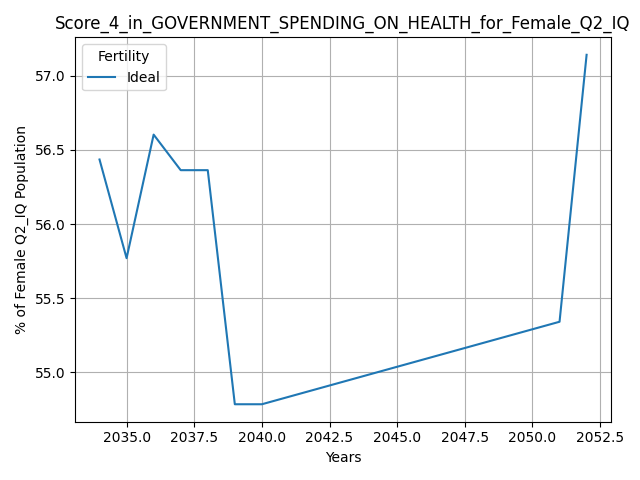 Score_4_in_GOVERNMENT_SPENDING_ON_HEALTH_for_Female_Q2_IQ
Fertility
Ideal
57.0
56.5
56.0
55.5
55.0
% of Female Q2_IQ Population
2035.0 2037.5 2040.0 2042.5 2045.0 2047.5 2050.0 2052.5
Years